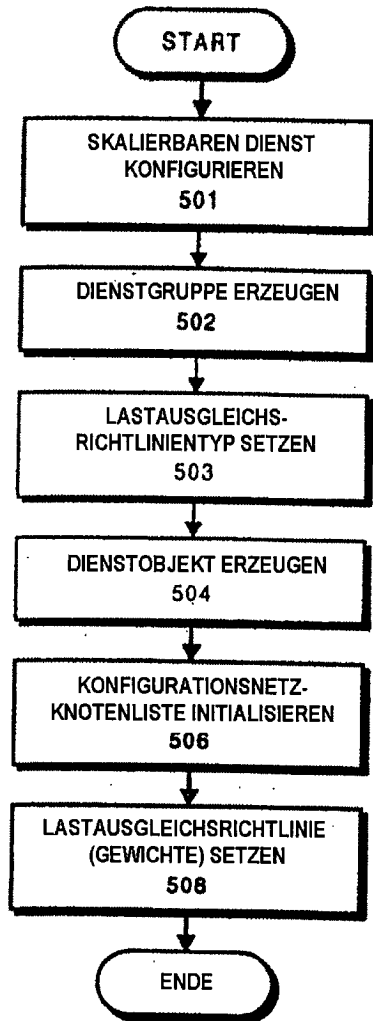 START
SKALIERBAREN DIENST
KONFIGURIEREN
501
DIENSTGRUPPE ERZEUGEN
502
LASTAUSGLEICHS-
RICHTLINIENTYP SETZEN
503
DIENSTOBJEKT ERZEUGEN
504
KONFIGURATIONSNETZ-
KNOTENLISTE INITIALISIEREN
506
LASTAUSGLEICHSRICHTLINIE
(GEWICHTE) SETZEN
508
ENDE